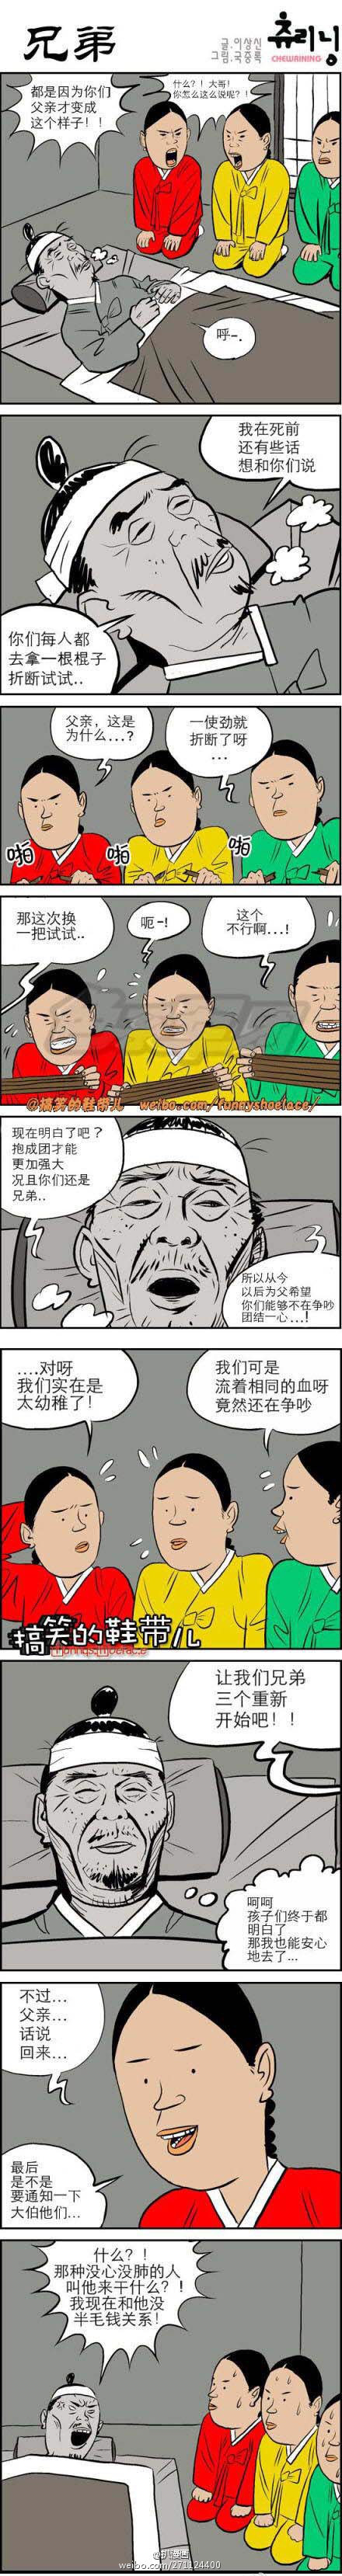 兄弟
글.이상신
그림.국중록
츄리닝
CHEWRAINING
都是因为你们
父亲才变成
这个样子！！
什么？！大哥！
你怎么这么说呢？！
呼-.
我在死前
还有些话
想和你们说
你们每人都
去拿一根棍子
折断试试..
父亲，这是
为什么...?
一使劲就
折断了呀
...
啪
啪
啪
那这次换
一把试试..
呃-!
这个
不行啊...!
@搞笑的鞋带儿 weibo.com/funnyshoelace/
现在明白了吧？
抱成团才能
更加强大
况且你们还是
兄弟..
所以从今
以后为父希望
你们能够不在争吵
团结一心...!
....对呀
我们实在是
太幼稚了！
我们可是
流着相同的血呀
竟然还在争吵
搞笑的鞋带儿
让我们兄弟
三个重新
开始吧！！
呵呵
孩子们终于都
明白了
那我也能安心
地去了...
不过...
父亲...
话说
回来...
最后
是不是
要通知一下
大伯他们...
什么？！
那种没心没肺的人
叫他来干什么？！
我现在和他没
半毛钱关系！
weibo.com/271124400